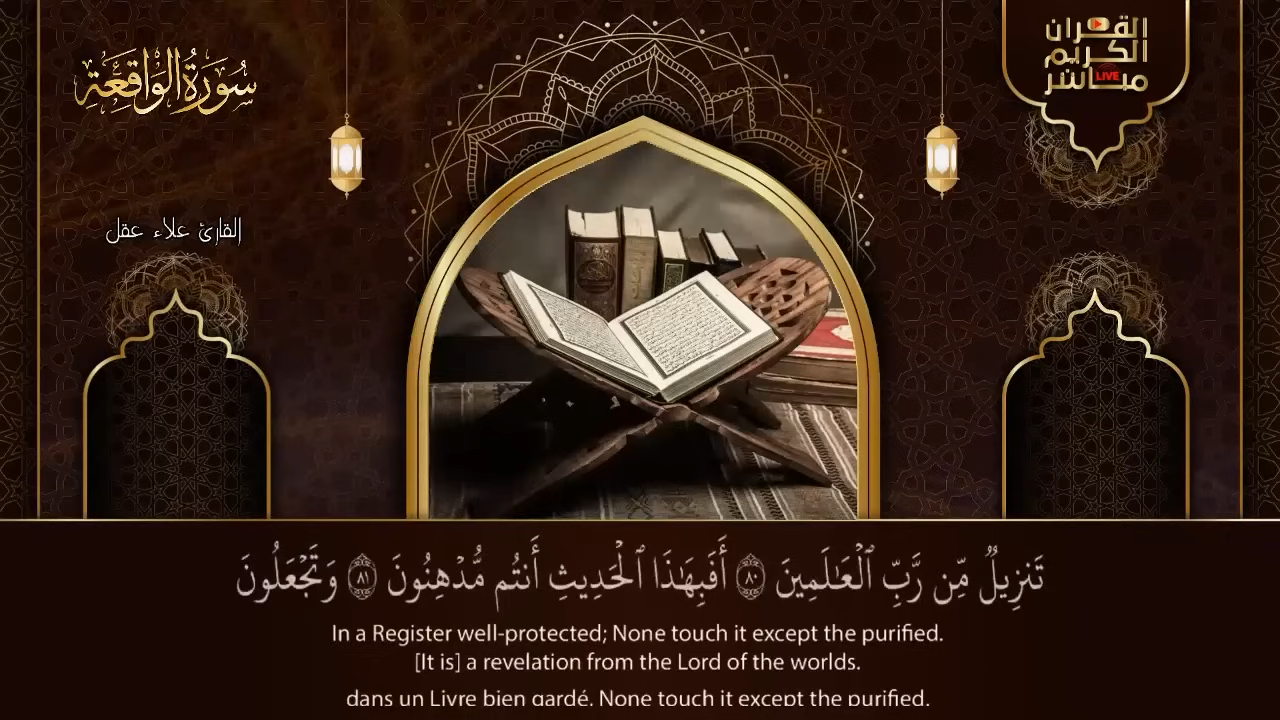 سُورَةُ الوَاقِعَة
القرآن
الكريم
مباشر
LIVE
القارئ علاء عقل
تَنزِيلٌ مِّن رَّبِّ ٱلْعَـٰلَمِينَ ٨٠ أَفَبِهَـٰذَا ٱلْحَدِيثِ أَنتُم مُّدْهِنُونَ ٨١ وَتَجْعَلُونَ
In a Register well-protected; None touch it except the purified.
[It is] a revelation from the Lord of the worlds.
dans un Livre bien gardé. None touch it except the purified.